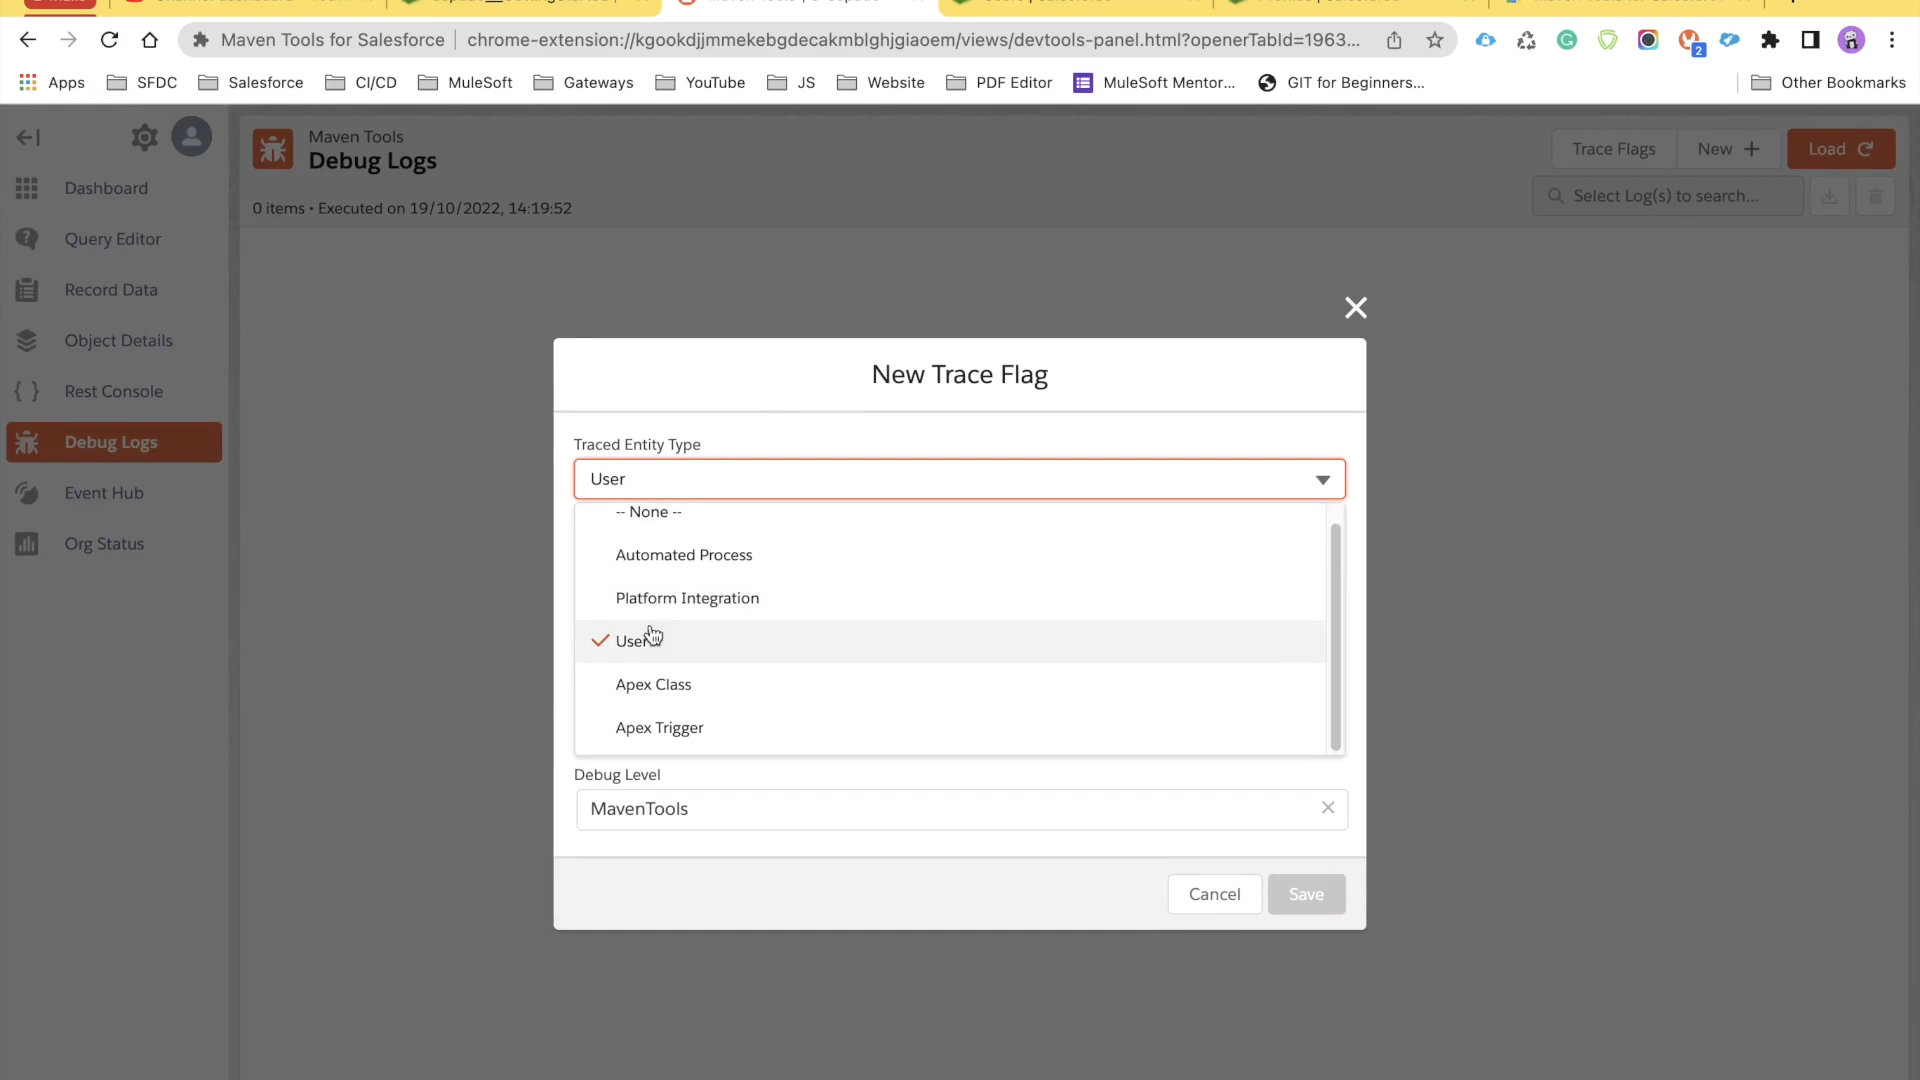 Maven Tools for Salesforce
chrome-extension://kgookdjjmmekebgdecakmblghjgiaoem/views/devtools-panel.html?openerTabId=1963...
2
Apps
SFDC
Salesforce
CI/CD
MuleSoft
Gateways
YouTube
JS
Website
PDF Editor
MuleSoft Mentor...
GIT for Beginners...
Other Bookmarks
Maven Tools
Debug Logs
Trace Flags
New
Load
0 items • Executed on 19/10/2022, 14:19:52
Select Log(s) to search...
Dashboard
Query Editor
Record Data
Object Details
Rest Console
Debug Logs
Event Hub
Org Status
New Trace Flag
Traced Entity Type
User
-- None --
Automated Process
Platform Integration
User
Apex Class
Apex Trigger
Debug Level
MavenTools
Cancel
Save